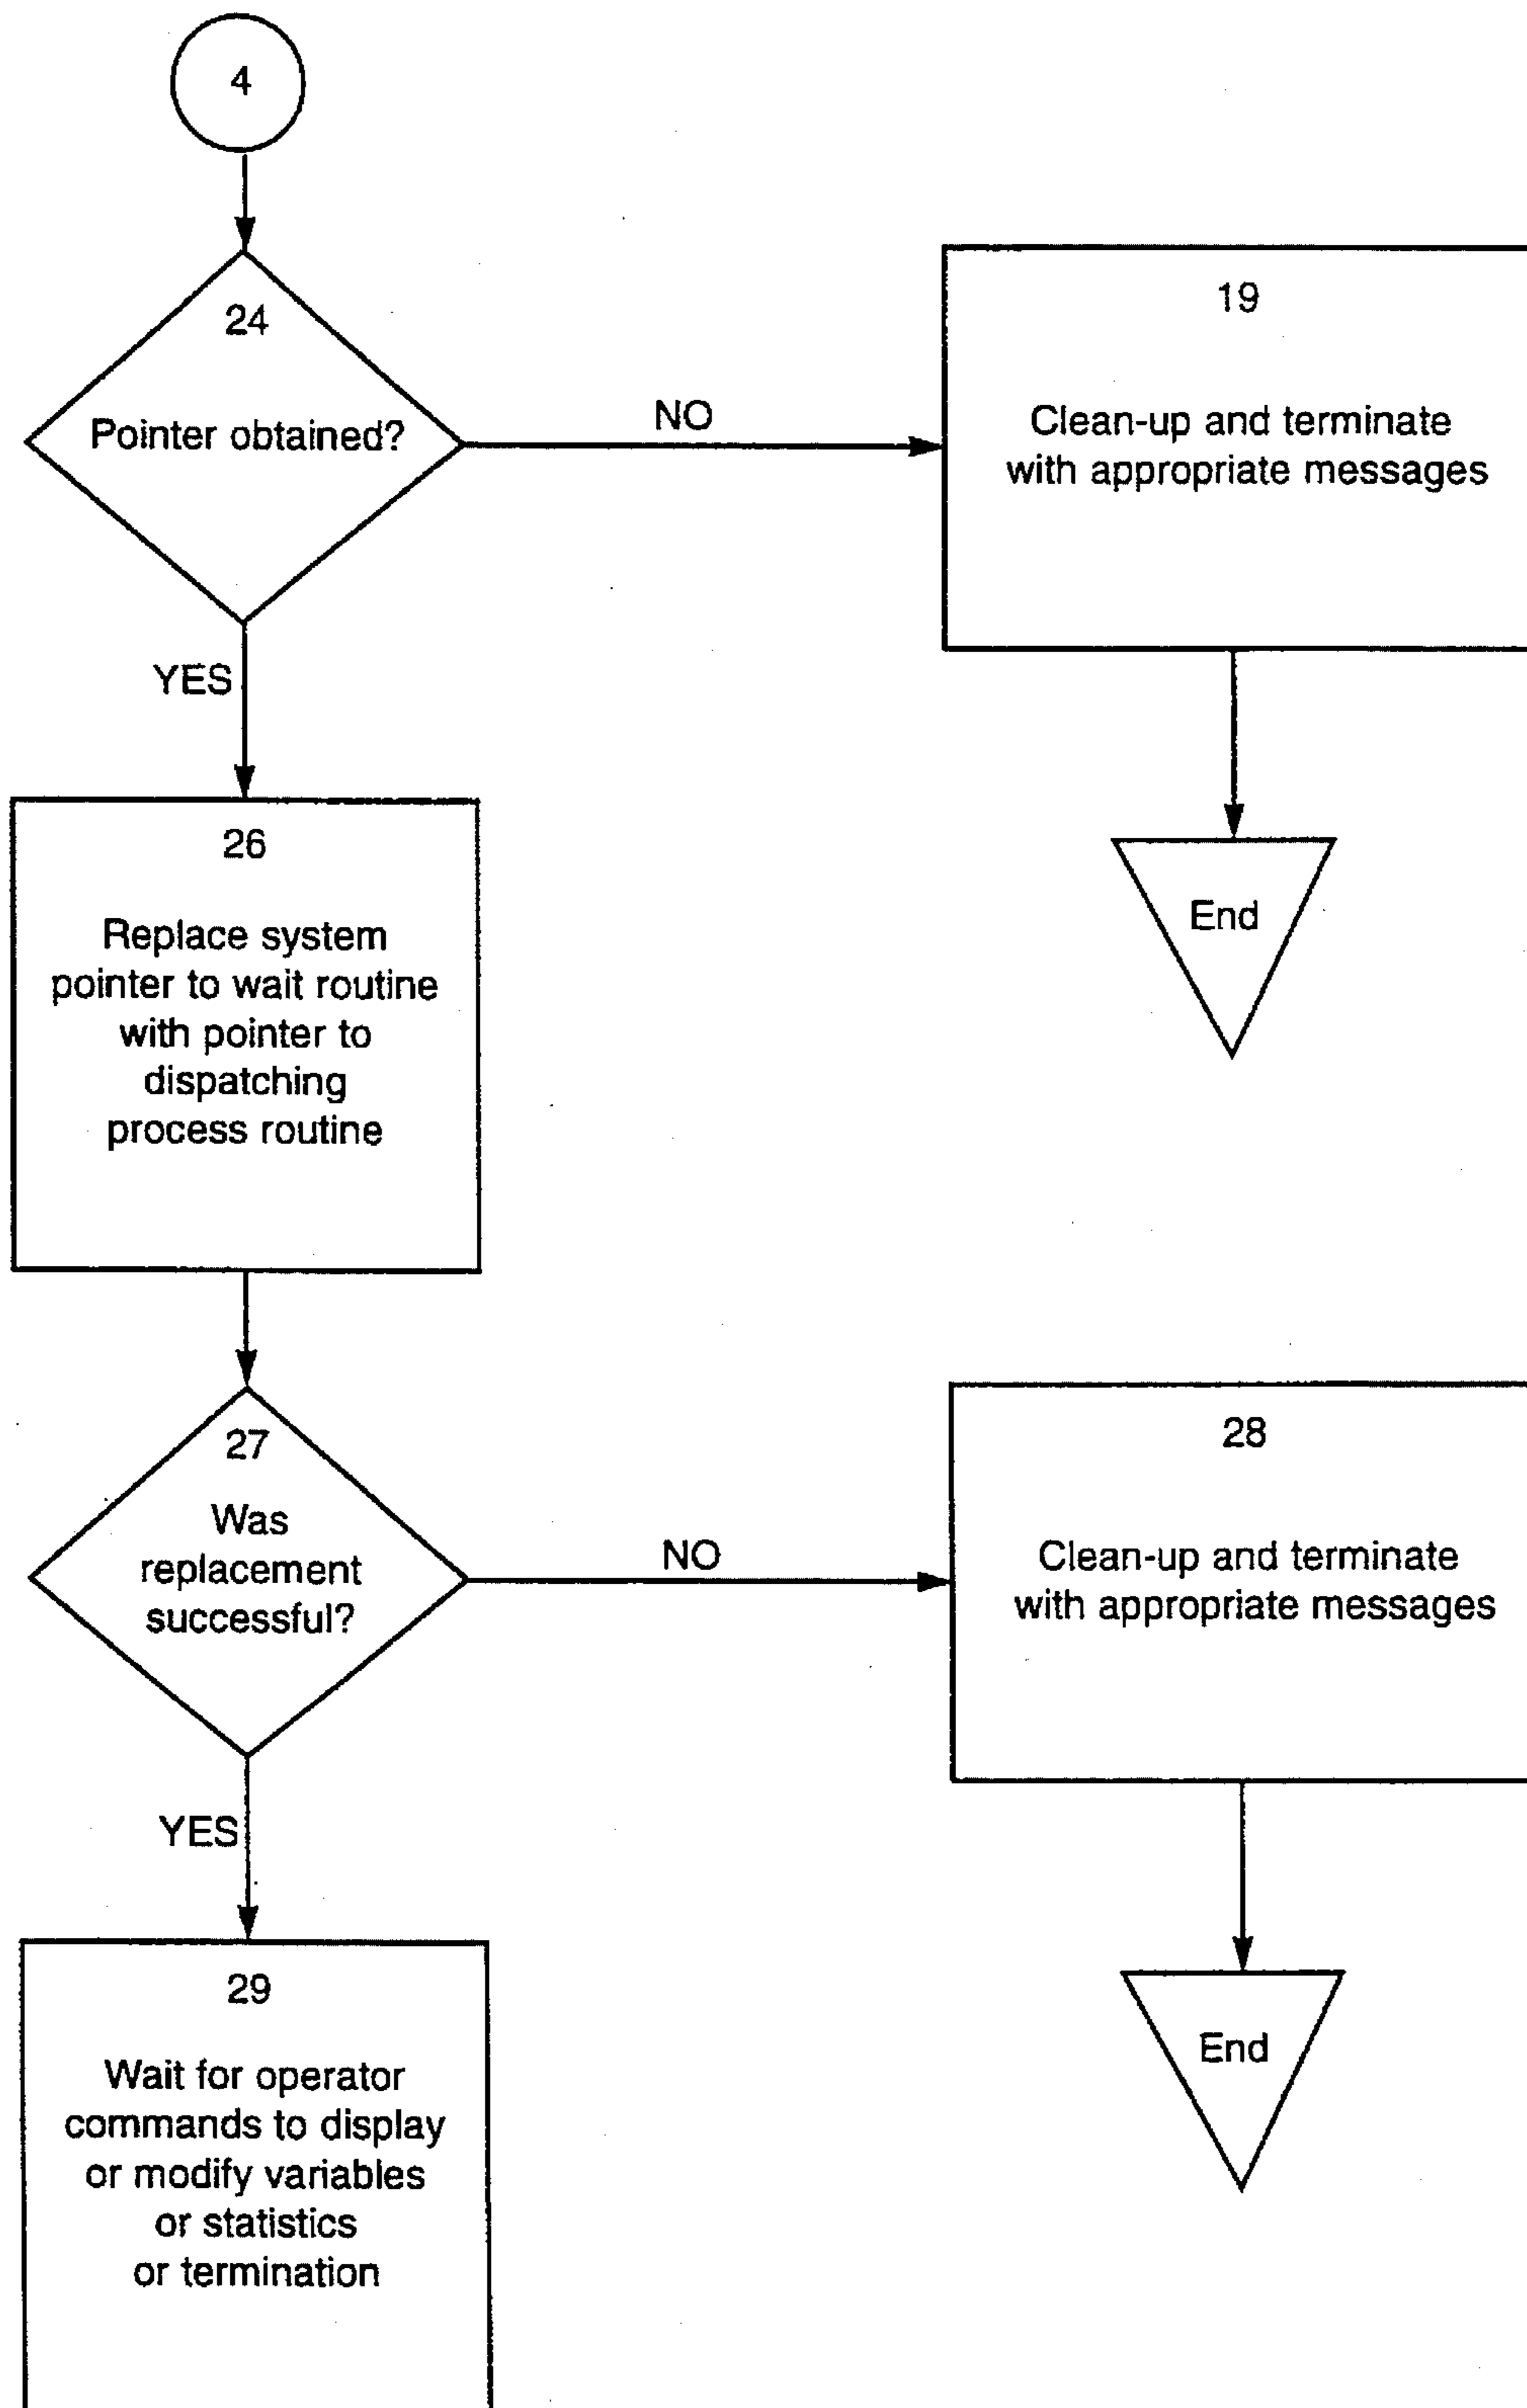 4
24
Pointer obtained?
NO
19
Clean-up and terminate
with appropriate messages
YES
End
26
Replace system
pointer to wait routine
with pointer to
dispatching
process routine
27
Was
replacement
successful?
NO
28
Clean-up and terminate
with appropriate messages
YES
End
29
Wait for operator
commands to display
or modify variables
or statistics
or termination